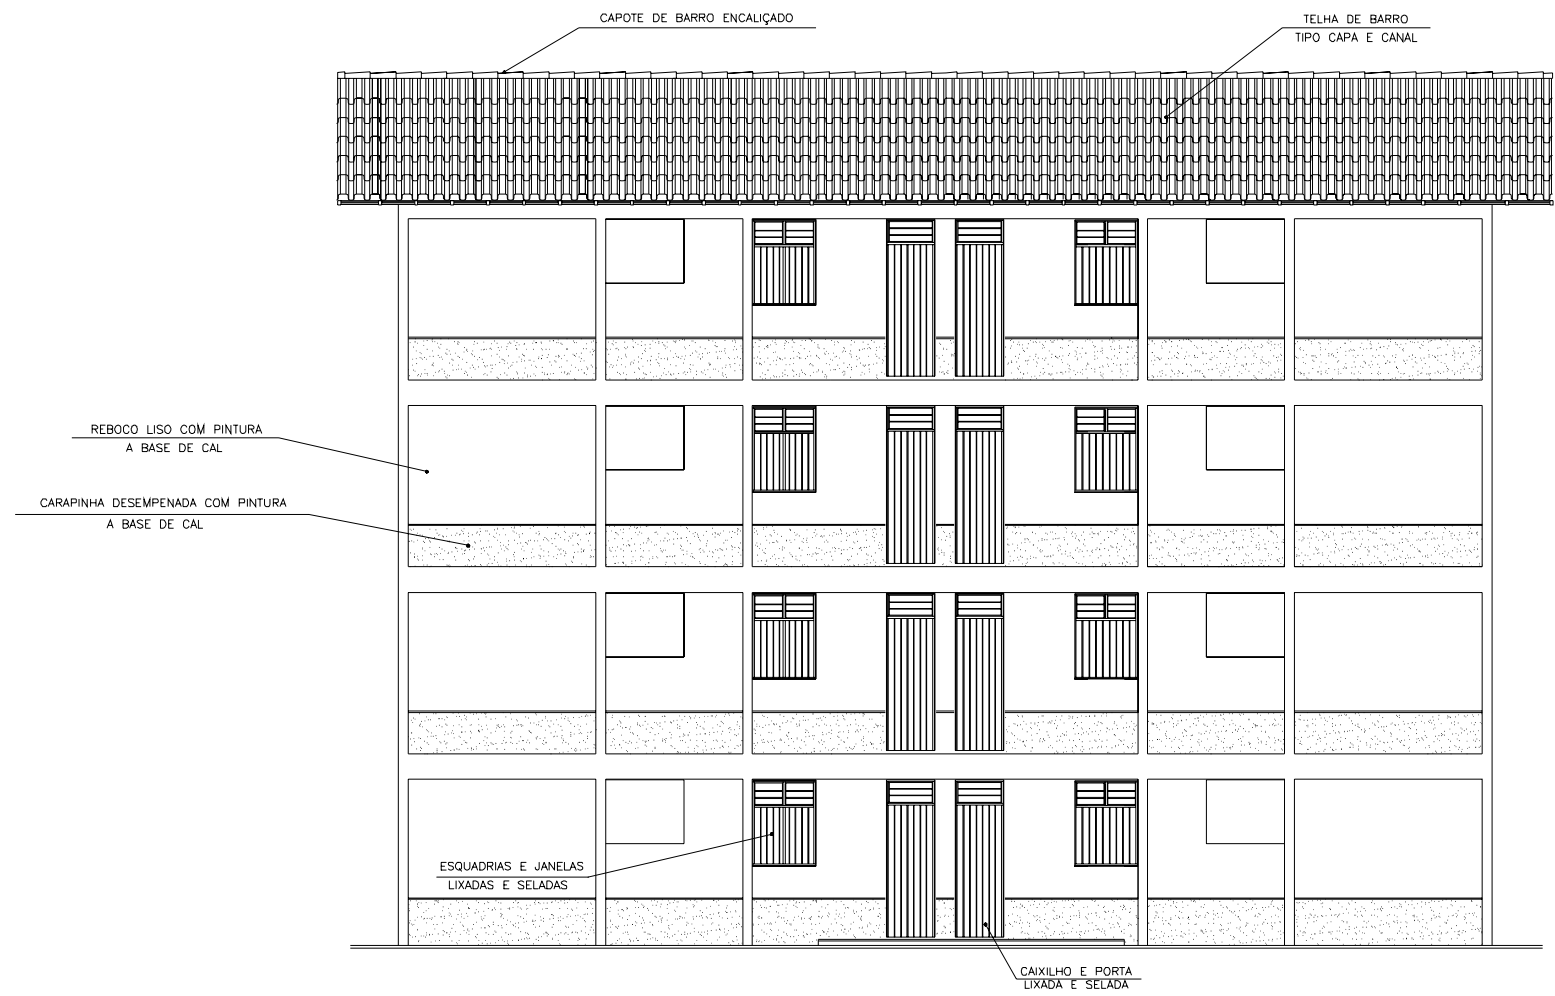 CAPOTE DE BARRO ENCALIÇADO
TELHA DE BARRO
TIPO CAPA E CANAL
REBOCO LISO COM PINTURA
A BASE DE CAL
CARAPINHA DESEMPENADA COM PINTURA
A BASE DE CAL
ESQUADRIAS E JANELAS
LIXADAS E SELADAS
CAIXILHO E PORTA
LIXADA E SELADA